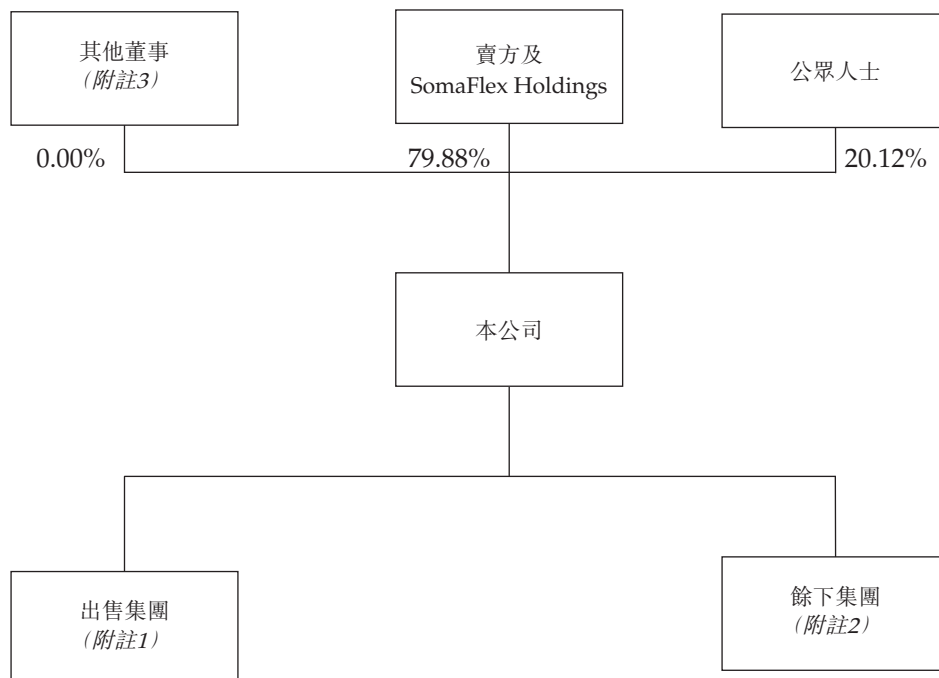 其他董事
(附註3)
賣方及
SomaFlex Holdings
公眾人士
0.00%
79.88%
20.12%
本公司
出售集團
(附註1)
餘下集團
(附註2)